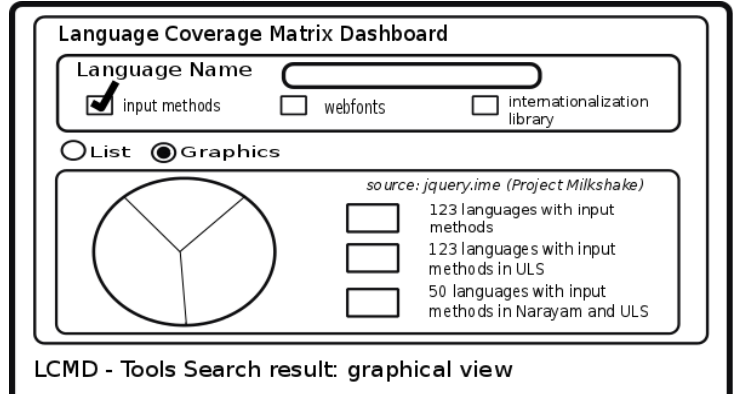 Language Coverage Matrix Dashboard
Language Name
input methods
webfonts
internationalization
library
List
Graphics
source: jquery.ime (Project Milkshake)
123 languages with input
methods
123 languages with input
methods in ULS
50 languages with input
methods in Narayam and ULS
LCMD - Tools Search result: graphical view